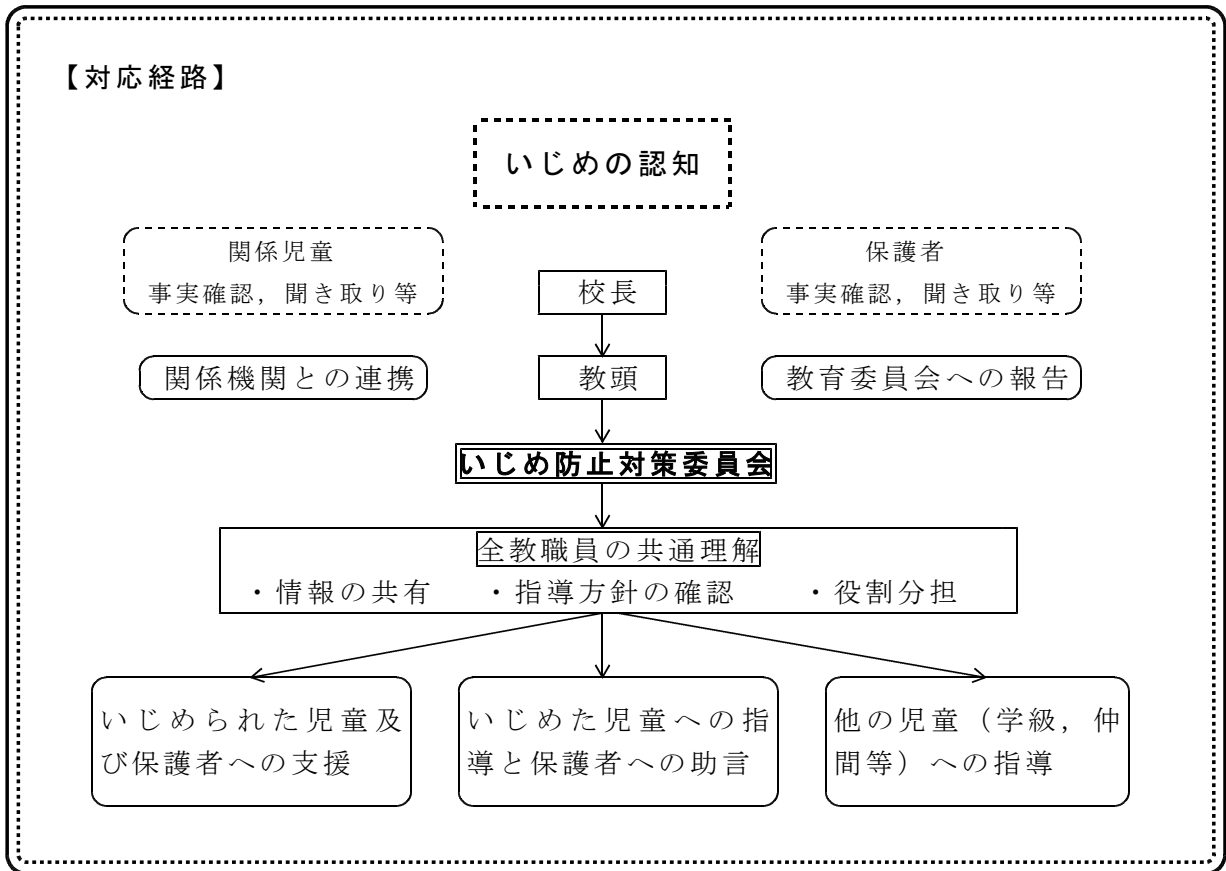 【対応経路】
いじめの認知
関係児童
事実確認，聞き取り等
保護者
事実確認，聞き取り等
校長
関係機関との連携
教頭
教育委員会への報告
いじめ防止対策委員会
全教職員の共通理解
・情報の共有　・指導方針の確認　・役割分担
いじめられた児童及
び保護者への支援
いじめた児童への指
導と保護者への助言
他の児童（学級，仲
間等）への指導